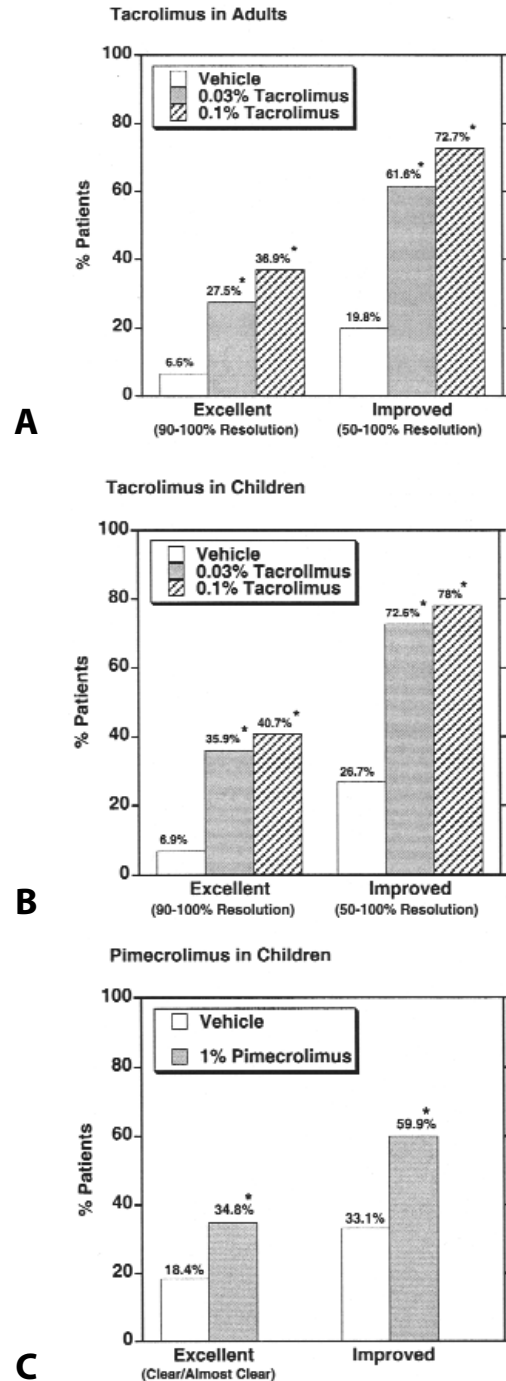 Tacrolimus in Adults
Vehicle
0.03% Tacrolimus
0.1% Tacrolimus
100
80
60
40
20
0
% Patients
6.6%
27.5%*
36.9%*
19.8%
61.6%*
72.7%*
Excellent
(90-100% Resolution)
Improved
(50-100% Resolution)
A
Tacrolimus in Children
Vehicle
0.03% Tacrolimus
0.1% Tacrolimus
100
80
60
40
20
0
% Patients
6.9%
35.9%*
40.7%*
26.7%
72.6%*
78%*
Excellent
(90-100% Resolution)
Improved
(50-100% Resolution)
B
Pimecrolimus in Children
Vehicle
1% Pimecrolimus
100
80
60
40
20
0
% Patients
18.4%
34.8%*
33.1%
59.9%*
Excellent
(Clear/Almost Clear)
Improved
C